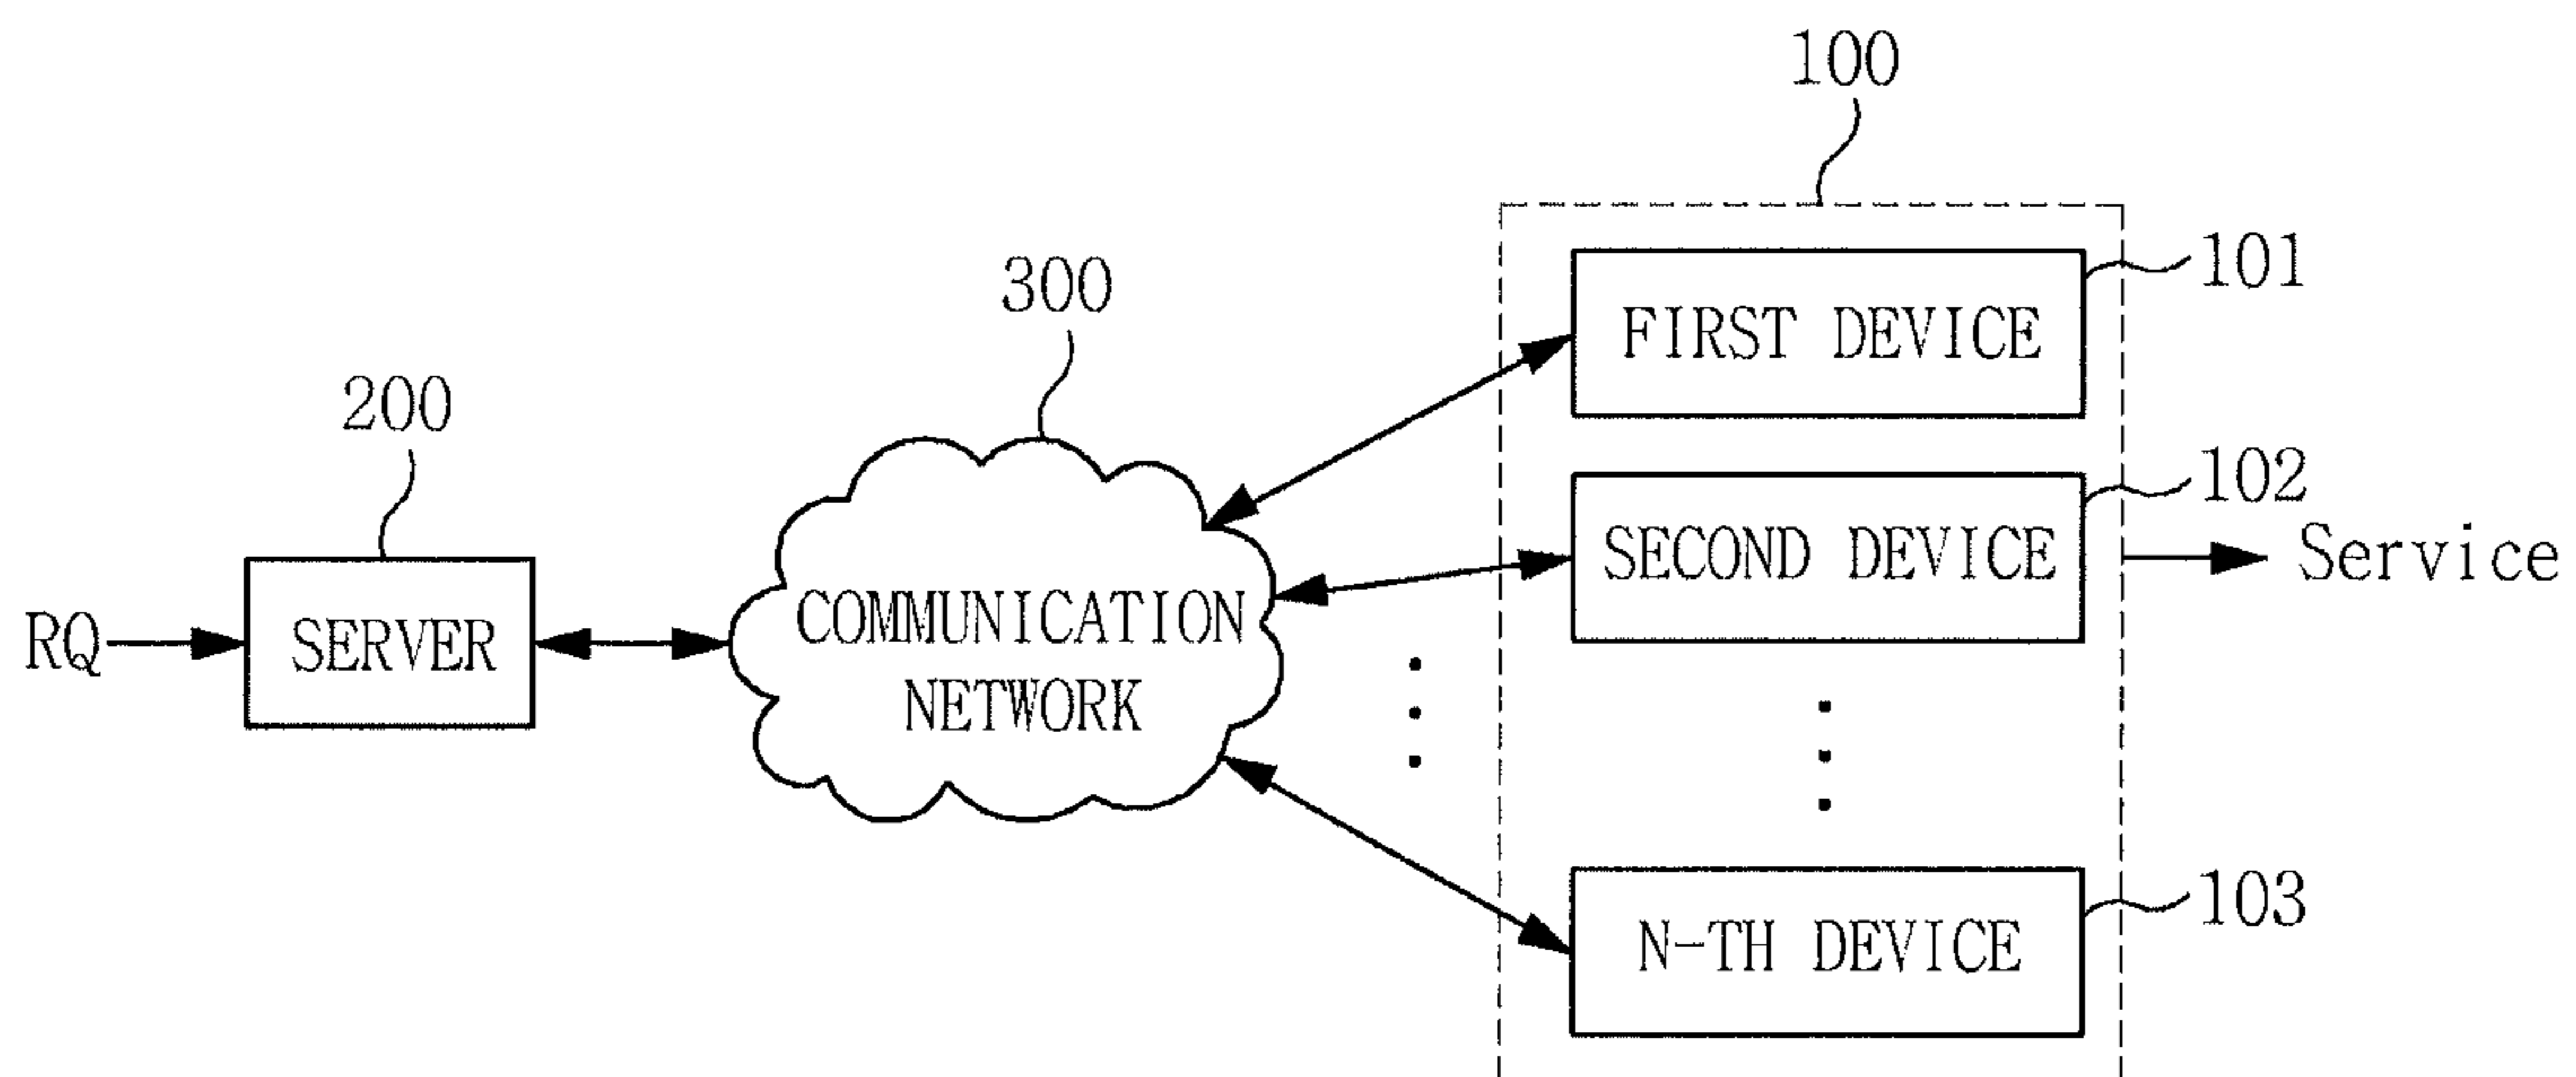 100
101
FIRST DEVICE
300
200
102
SECOND DEVICE
Service
RQ
SERVER
COMMUNICATION
NETWORK
103
N-TH DEVICE